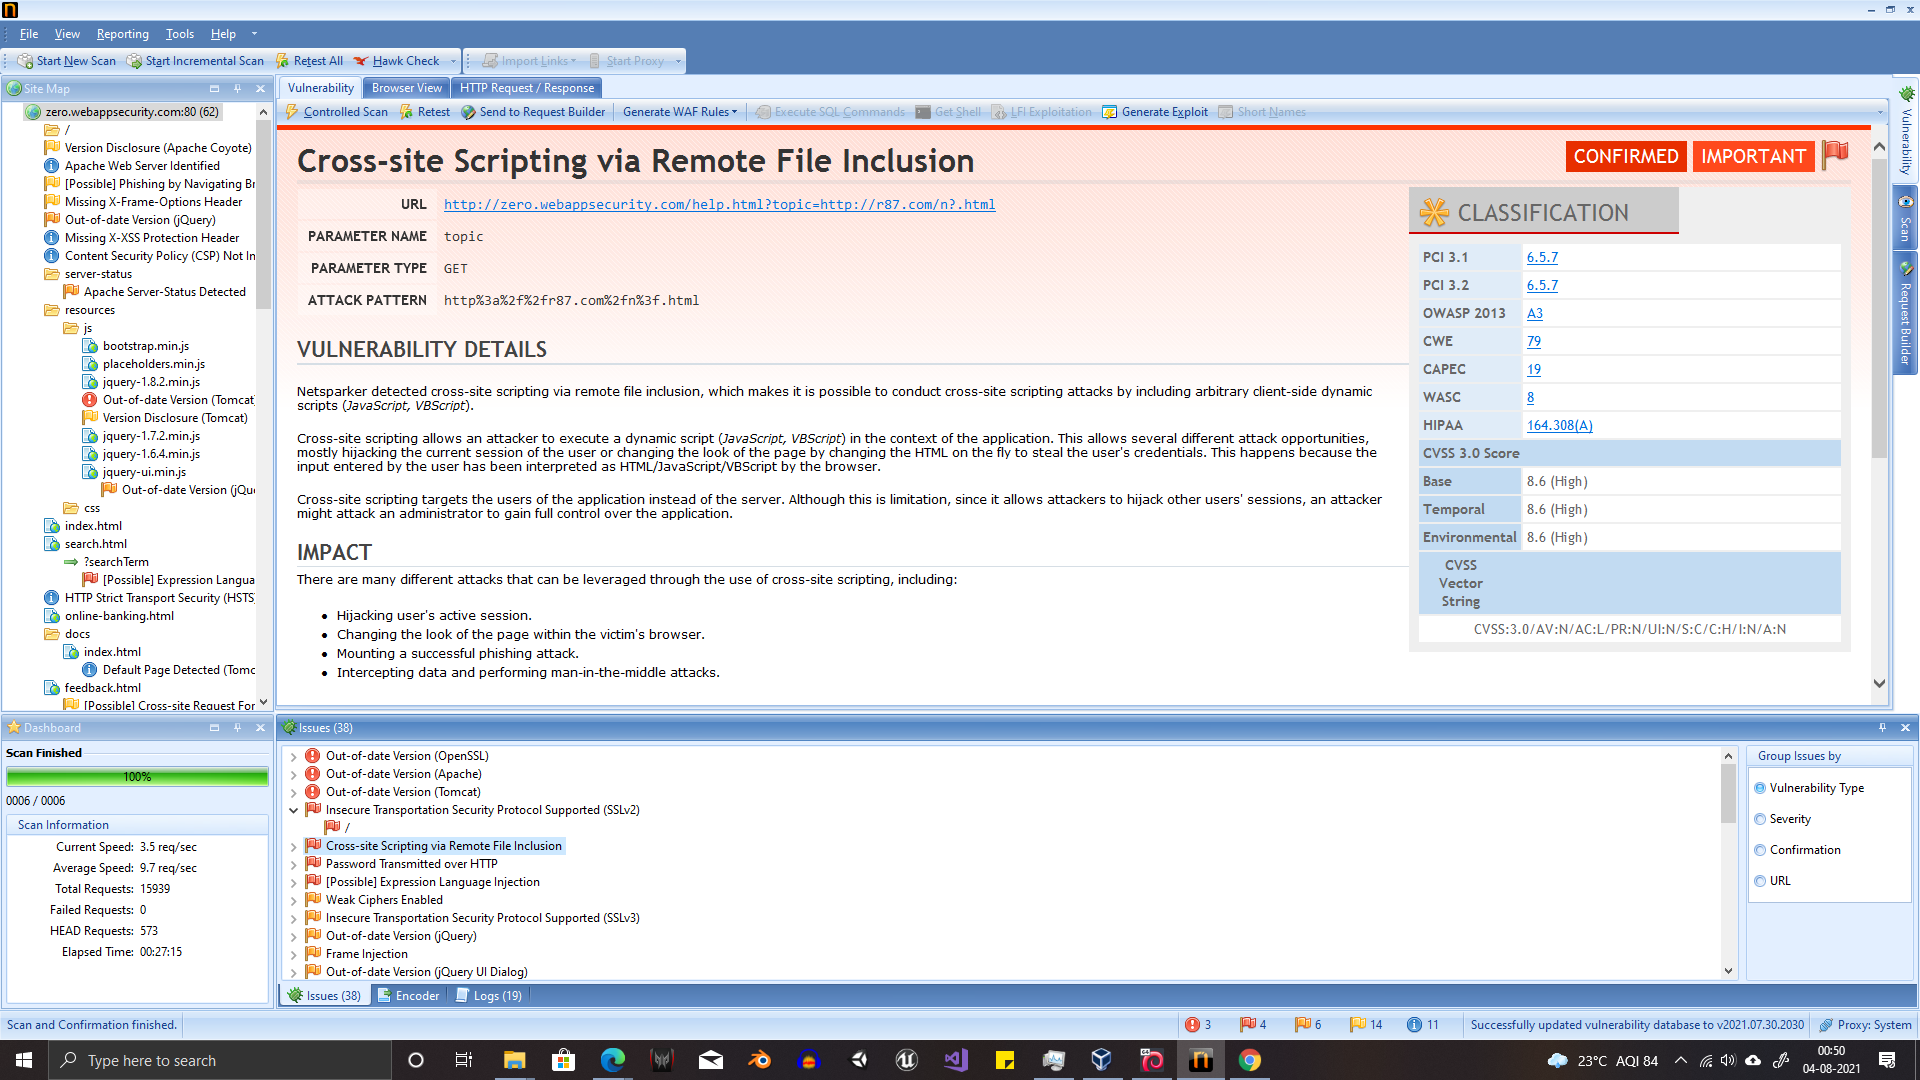 File View Reporting Tools Help
Start New Scan Start Incremental Scan Retest All Hawk Check Import Links Start Proxy
Site Map
zero.webappsecurity.com:80 (62)
/
Version Disclosure (Apache Coyote)
Apache Web Server Identified
[Possible] Phishing by Navigating Br
Missing X-Frame-Options Header
Out-of-date Version (jQuery)
Missing X-XSS Protection Header
Content Security Policy (CSP) Not In
server-status
Apache Server-Status Detected
resources
js
bootstrap.min.js
placeholders.min.js
jquery-1.8.2.min.js
Out-of-date Version (Tomcat
Version Disclosure (Tomcat)
jquery-1.7.2.min.js
jquery-1.6.4.min.js
jquery-ui.min.js
Out-of-date Version (jQue
css
index.html
search.html
?searchTerm
[Possible] Expression Langua
HTTP Strict Transport Security (HSTS
online-banking.html
docs
index.html
Default Page Detected (Tomc
feedback.html
[Possible] Cross-site Request For
Vulnerability Browser View HTTP Request / Response
Controlled Scan Retest Send to Request Builder Generate WAF Rules Execute SQL Commands Get Shell LFI Exploitation Generate Exploit Short Names
Cross-site Scripting via Remote File Inclusion
CONFIRMED IMPORTANT
URL http://zero.webappsecurity.com/help.html?topic=http://r87.com/n?.html
PARAMETER NAME topic
PARAMETER TYPE GET
ATTACK PATTERN http%3a%2f%2fr87.com%2fn%3f.html
VULNERABILITY DETAILS
Netsparker detected cross-site scripting via remote file inclusion, which makes it is possible to conduct cross-site scripting attacks by including arbitrary client-side dynamic
scripts (JavaScript, VBScript).
Cross-site scripting allows an attacker to execute a dynamic script (JavaScript, VBScript) in the context of the application. This allows several different attack opportunities,
mostly hijacking the current session of the user or changing the look of the page by changing the HTML on the fly to steal the user's credentials. This happens because the
input entered by the user has been interpreted as HTML/JavaScript/VBScript by the browser.
Cross-site scripting targets the users of the application instead of the server. Although this is limitation, since it allows attackers to hijack other users' sessions, an attacker
might attack an administrator to gain full control over the application.
IMPACT
There are many different attacks that can be leveraged through the use of cross-site scripting, including:
Hijacking user's active session.
Changing the look of the page within the victim's browser.
Mounting a successful phishing attack.
Intercepting data and performing man-in-the-middle attacks.
CLASSIFICATION
PCI 3.1 6.5.7
PCI 3.2 6.5.7
OWASP 2013 A3
CWE 79
CAPEC 19
WASC 8
HIPAA 164.308(A)
CVSS 3.0 Score
Base 8.6 (High)
Temporal 8.6 (High)
Environmental 8.6 (High)
CVSS
Vector
String
CVSS:3.0/AV:N/AC:L/PR:N/UI:N/S:C/C:H/I:N/A:N
Vulnerability
Scan
Request Builder
Dashboard
Scan Finished
100%
0006 / 0006
Scan Information
Current Speed: 3.5 req/sec
Average Speed: 9.7 req/sec
Total Requests: 15939
Failed Requests: 0
HEAD Requests: 573
Elapsed Time: 00:27:15
Issues (38)
Out-of-date Version (OpenSSL)
Out-of-date Version (Apache)
Out-of-date Version (Tomcat)
Insecure Transportation Security Protocol Supported (SSLv2)
/
Cross-site Scripting via Remote File Inclusion
Password Transmitted over HTTP
[Possible] Expression Language Injection
Weak Ciphers Enabled
Insecure Transportation Security Protocol Supported (SSLv3)
Out-of-date Version (jQuery)
Frame Injection
Out-of-date Version (jQuery UI Dialog)
Group Issues by
Vulnerability Type
Severity
Confirmation
URL
Issues (38) Encoder Logs (19)
Scan and Confirmation finished. 3 4 6 14 11 Successfully updated vulnerability database to v2021.07.30.2030 Proxy: System
Type here to search
23°C AQI 84
00:50
04-08-2021